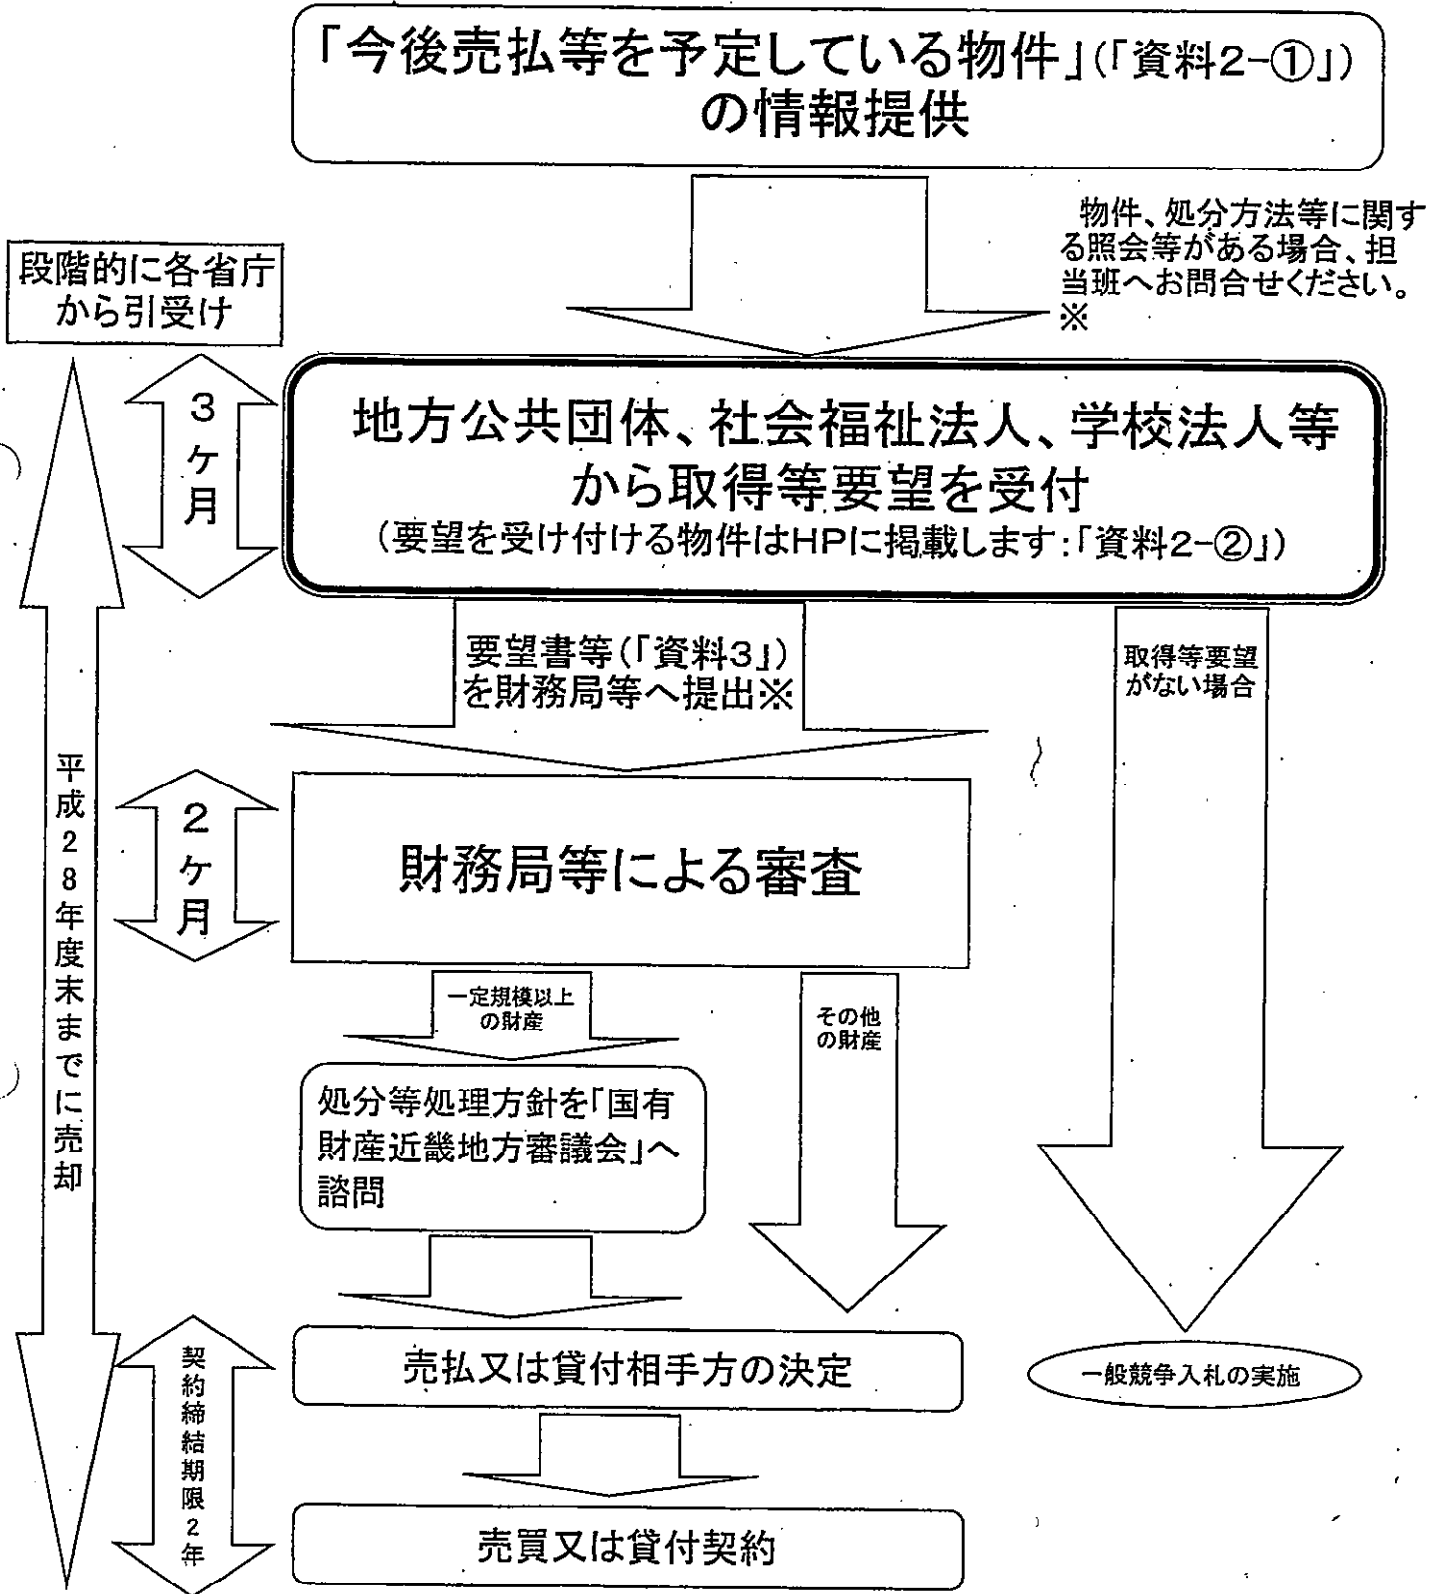 「今後売払等を予定している物件」(「資料2-①」)
の情報提供
物件、処分方法等に関す
る照会等がある場合、担
当班へお問合せください。
※
段階的に各省庁
から引受け
3ヶ月
地方公共団体、社会福祉法人、学校法人等
から取得等要望を受付
(要望を受け付ける物件はHPに掲載します:「資料2-②」)
要望書等(「資料3」)
を財務局等へ提出※
取得等要望
がない場合
平成28年度末までに売却
2ヶ月
財務局等による審査
一定規模以上
の財産
その他
の財産
処分等処理方針を「国有
財産近畿地方審議会」へ
諮問
契約締結期限2年
売払又は貸付相手方の決定
一般競争入札の実施
売買又は貸付契約